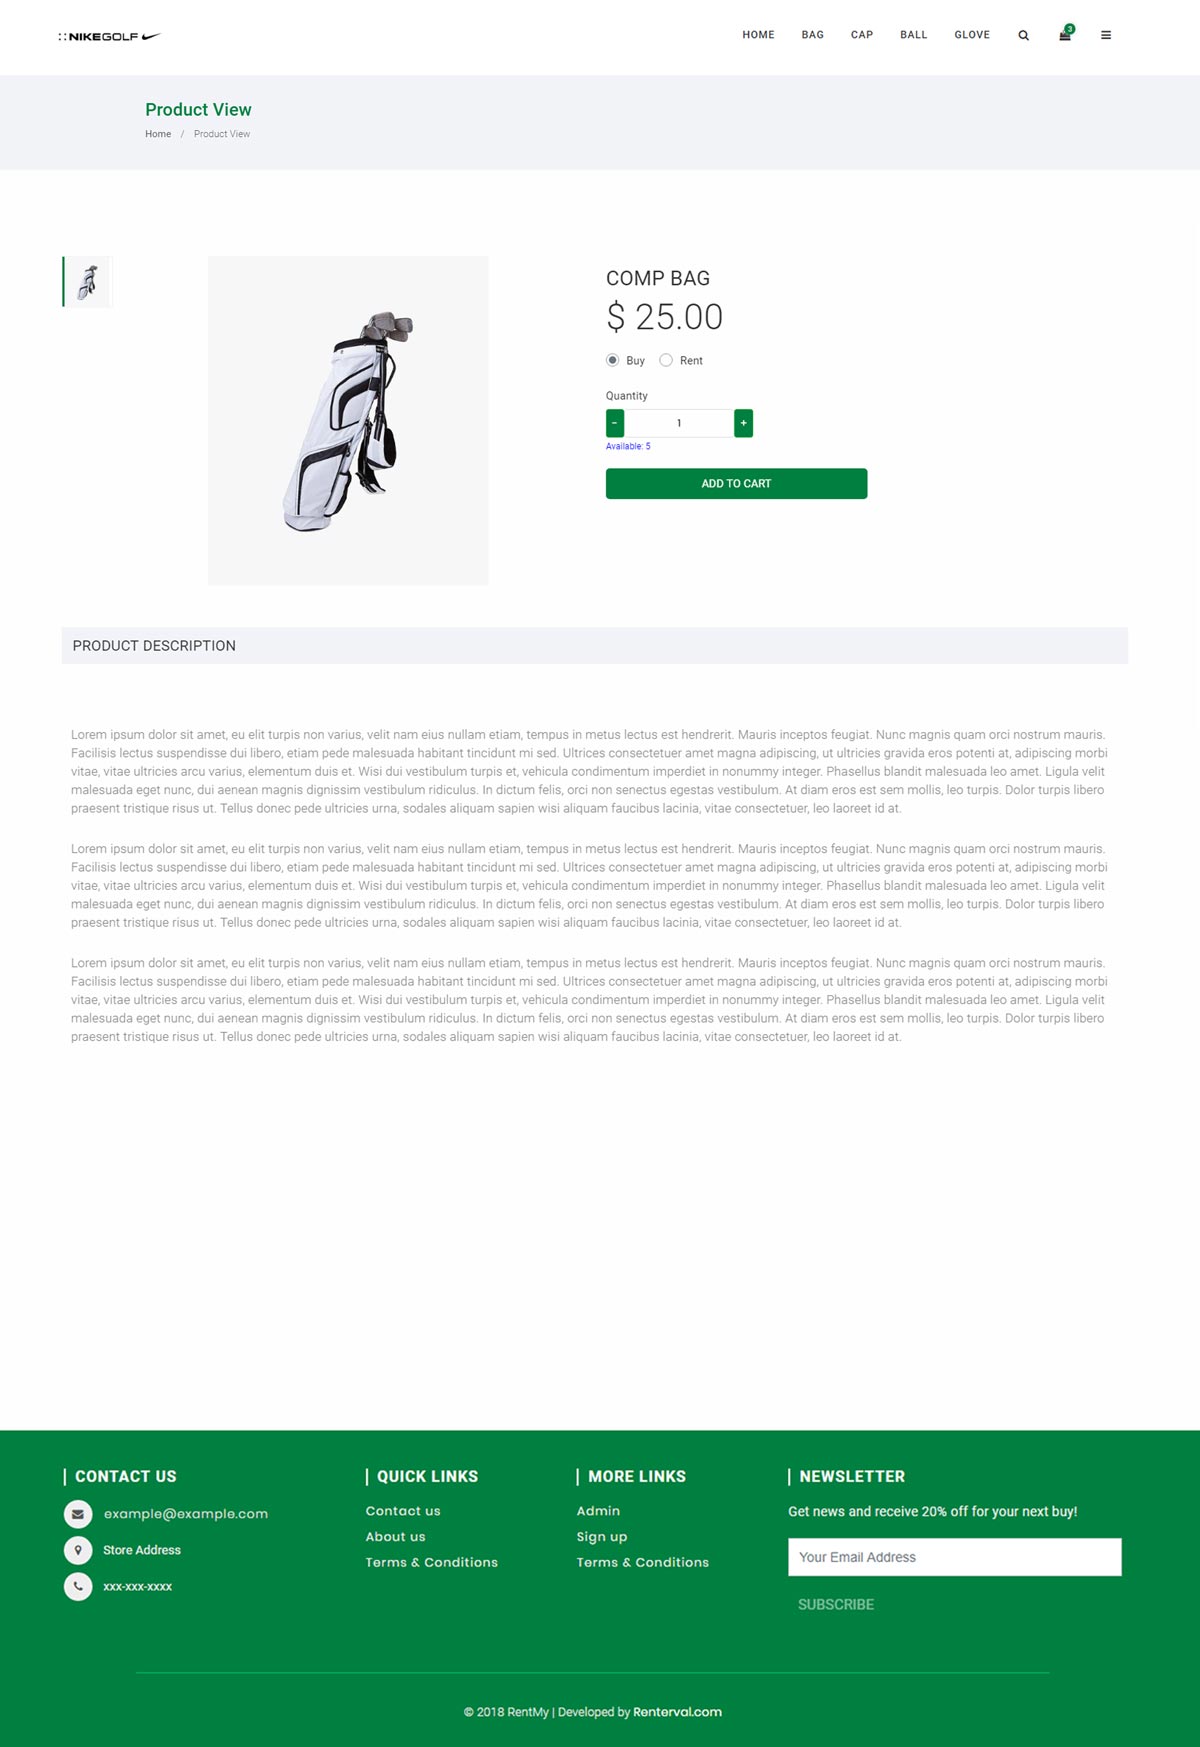 NIKEGOLF
HOME BAG CAP BALL GLOVE 3
Product View
Home / Product View
COMP BAG
$ 25.00
Buy Rent
Quantity
- 1 +
Available: 5
ADD TO CART
PRODUCT DESCRIPTION
Lorem ipsum dolor sit amet, eu elit turpis non varius, velit nam eius nullam etiam, tempus in metus lectus est hendrerit. Mauris inceptos feugiat. Nunc magnis quam orci nostrum mauris.
Facilisis lectus suspendisse dui libero, etiam pede malesuada habitant tincidunt mi sed. Ultrices consectetuer amet magna adipiscing, ut ultricies gravida eros potenti at, adipiscing morbi
vitae, vitae ultricies arcu varius, elementum duis et. Wisi dui vestibulum turpis et, vehicula condimentum imperdiet in nonummy integer. Phasellus blandit malesuada leo amet. Ligula velit
malesuada eget nunc, dui aenean magnis dignissim vestibulum ridiculus. In dictum felis, orci non senectus egestas vestibulum. At diam eros est sem mollis, leo turpis. Dolor turpis libero
praesent tristique risus ut. Tellus donec pede ultricies urna, sodales aliquam sapien wisi aliquam faucibus lacinia, vitae consectetuer, leo laoreet id at.
Lorem ipsum dolor sit amet, eu elit turpis non varius, velit nam eius nullam etiam, tempus in metus lectus est hendrerit. Mauris inceptos feugiat. Nunc magnis quam orci nostrum mauris.
Facilisis lectus suspendisse dui libero, etiam pede malesuada habitant tincidunt mi sed. Ultrices consectetuer amet magna adipiscing, ut ultricies gravida eros potenti at, adipiscing morbi
vitae, vitae ultricies arcu varius, elementum duis et. Wisi dui vestibulum turpis et, vehicula condimentum imperdiet in nonummy integer. Phasellus blandit malesuada leo amet. Ligula velit
malesuada eget nunc, dui aenean magnis dignissim vestibulum ridiculus. In dictum felis, orci non senectus egestas vestibulum. At diam eros est sem mollis, leo turpis. Dolor turpis libero
praesent tristique risus ut. Tellus donec pede ultricies urna, sodales aliquam sapien wisi aliquam faucibus lacinia, vitae consectetuer, leo laoreet id at.
Lorem ipsum dolor sit amet, eu elit turpis non varius, velit nam eius nullam etiam, tempus in metus lectus est hendrerit. Mauris inceptos feugiat. Nunc magnis quam orci nostrum mauris.
Facilisis lectus suspendisse dui libero, etiam pede malesuada habitant tincidunt mi sed. Ultrices consectetuer amet magna adipiscing, ut ultricies gravida eros potenti at, adipiscing morbi
vitae, vitae ultricies arcu varius, elementum duis et. Wisi dui vestibulum turpis et, vehicula condimentum imperdiet in nonummy integer. Phasellus blandit malesuada leo amet. Ligula velit
malesuada eget nunc, dui aenean magnis dignissim vestibulum ridiculus. In dictum felis, orci non senectus egestas vestibulum. At diam eros est sem mollis, leo turpis. Dolor turpis libero
praesent tristique risus ut. Tellus donec pede ultricies urna, sodales aliquam sapien wisi aliquam faucibus lacinia, vitae consectetuer, leo laoreet id at.
CONTACT US
example@example.com
Store Address
xxx-xxx-xxxx
QUICK LINKS
Contact us
About us
Terms & Conditions
MORE LINKS
Admin
Sign up
Terms & Conditions
NEWSLETTER
Get news and receive 20% off for your next buy!
Your Email Address
SUBSCRIBE
© 2018 RentMy | Developed by Renterval.com